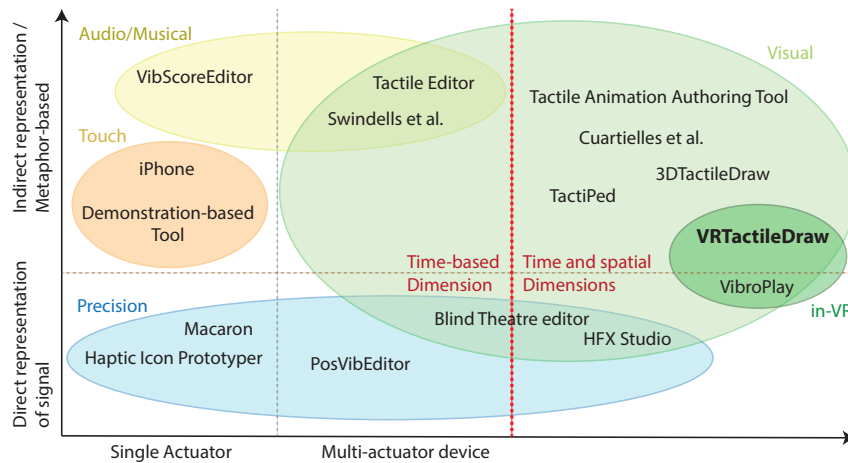 Indirect representation /
Metaphor-based
Direct representation
of signal
Audio/Musical
Visual
VibScoreEditor
Tactile Editor
Tactile Animation Authoring Tool
Swindells et al.
Cuartielles et al.
Touch
iPhone
3DTactileDraw
TactiPed
Demonstration-based
Tool
VRTactileDraw
Time-based
Dimension
Time and spatial
Dimensions
VibroPlay
in-VR
Precision
Blind Theatre editor
Macaron
HFX Studio
Haptic Icon Prototyper
PosVibEditor
Single Actuator
Multi-actuator device